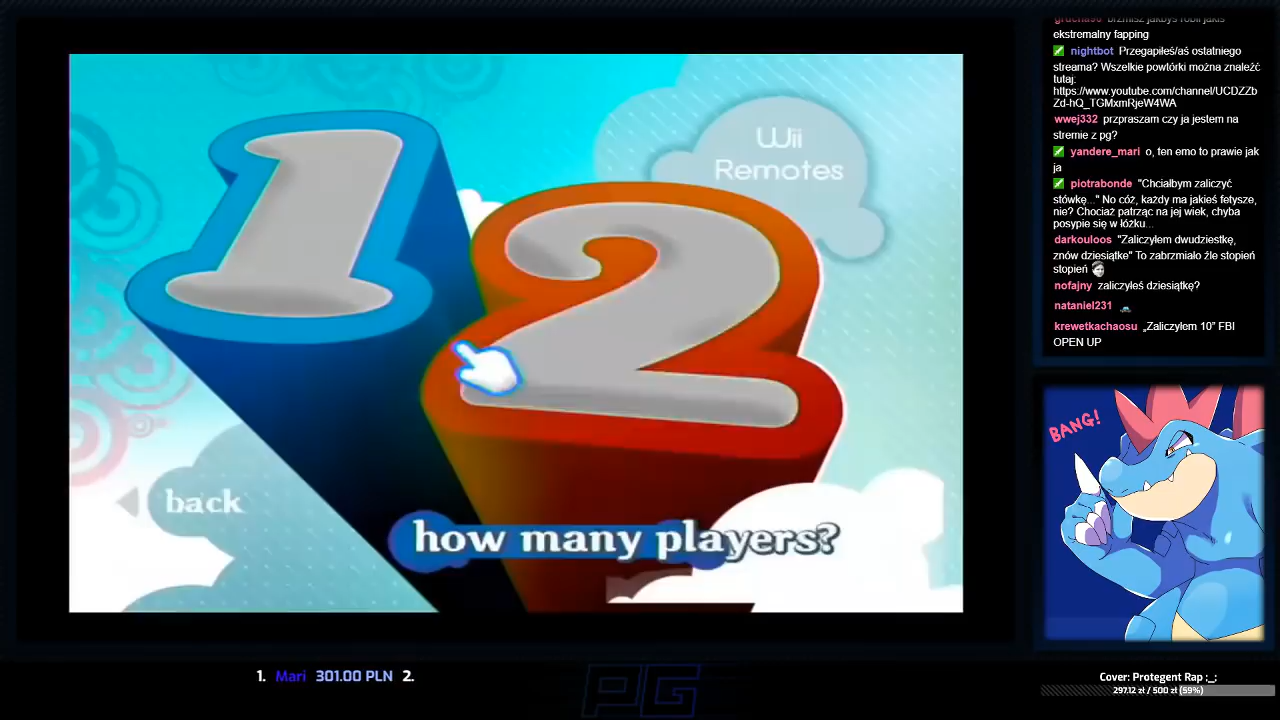 1
2
Wii
Remotes
back
how many players?
ekstremalny fapping
nightbot Przegapiłeś/aś ostatniego
streama? Wszelkie powtórki można znaleźć
tutaj:
https://www.youtube.com/channel/UCDZZb
Zd-hQ_TGMxmRjeW4WA
wwej332 przpraszam czy ja jestem na
stremie z pg?
yandere_mari o, ten emo to prawie jak
ja
piotrabonde "Chciałbym zaliczyć
stówkę..." No cóż, każdy ma jakieś fetysze,
nie? Chociaż patrząc na jej wiek, chyba
posypie się w łóżku...
darkouloos "Zaliczyłem dwudziestkę,
znów dziesiątkę" To zabrzmiało źle stopień
stopień
nofajny zaliczyłeś dziesiątkę?
nataniel231
krewetkachaosu „Zaliczyłem 10” FBI
OPEN UP
BANG!
1. Mari 301.00 PLN 2.
PG
Cover: Protegent Rap :_:
297.12 zł / 500 zł (59%)